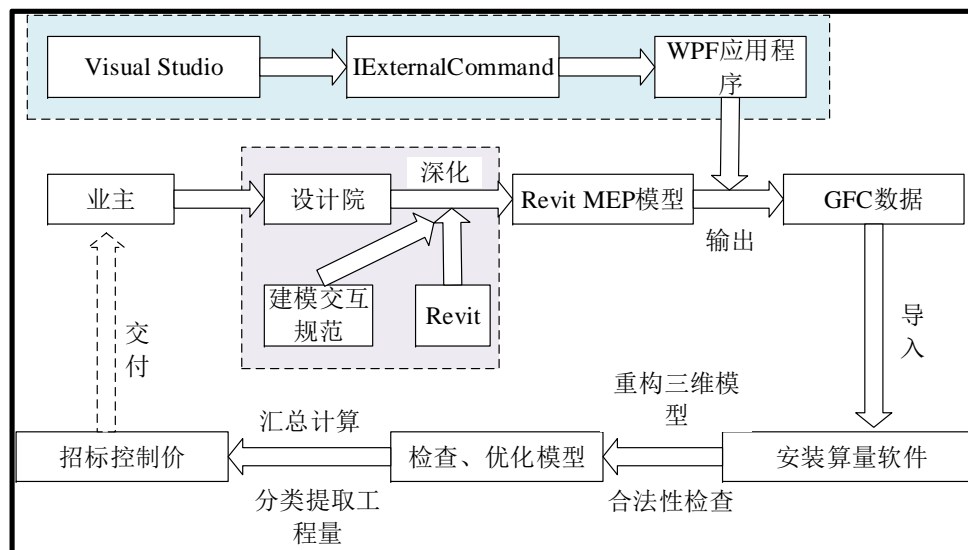 Visual Studio
IExternalCommand
WPF应用程
序
业主
设计院
深化
Revit MEP模型
输出
GFC数据
建模交互
规范
Revit
交
付
导
入
重构三维模
型
汇总计算
招标控制价
检查、优化模型
安装算量软件
分类提取工
程量
合法性检查